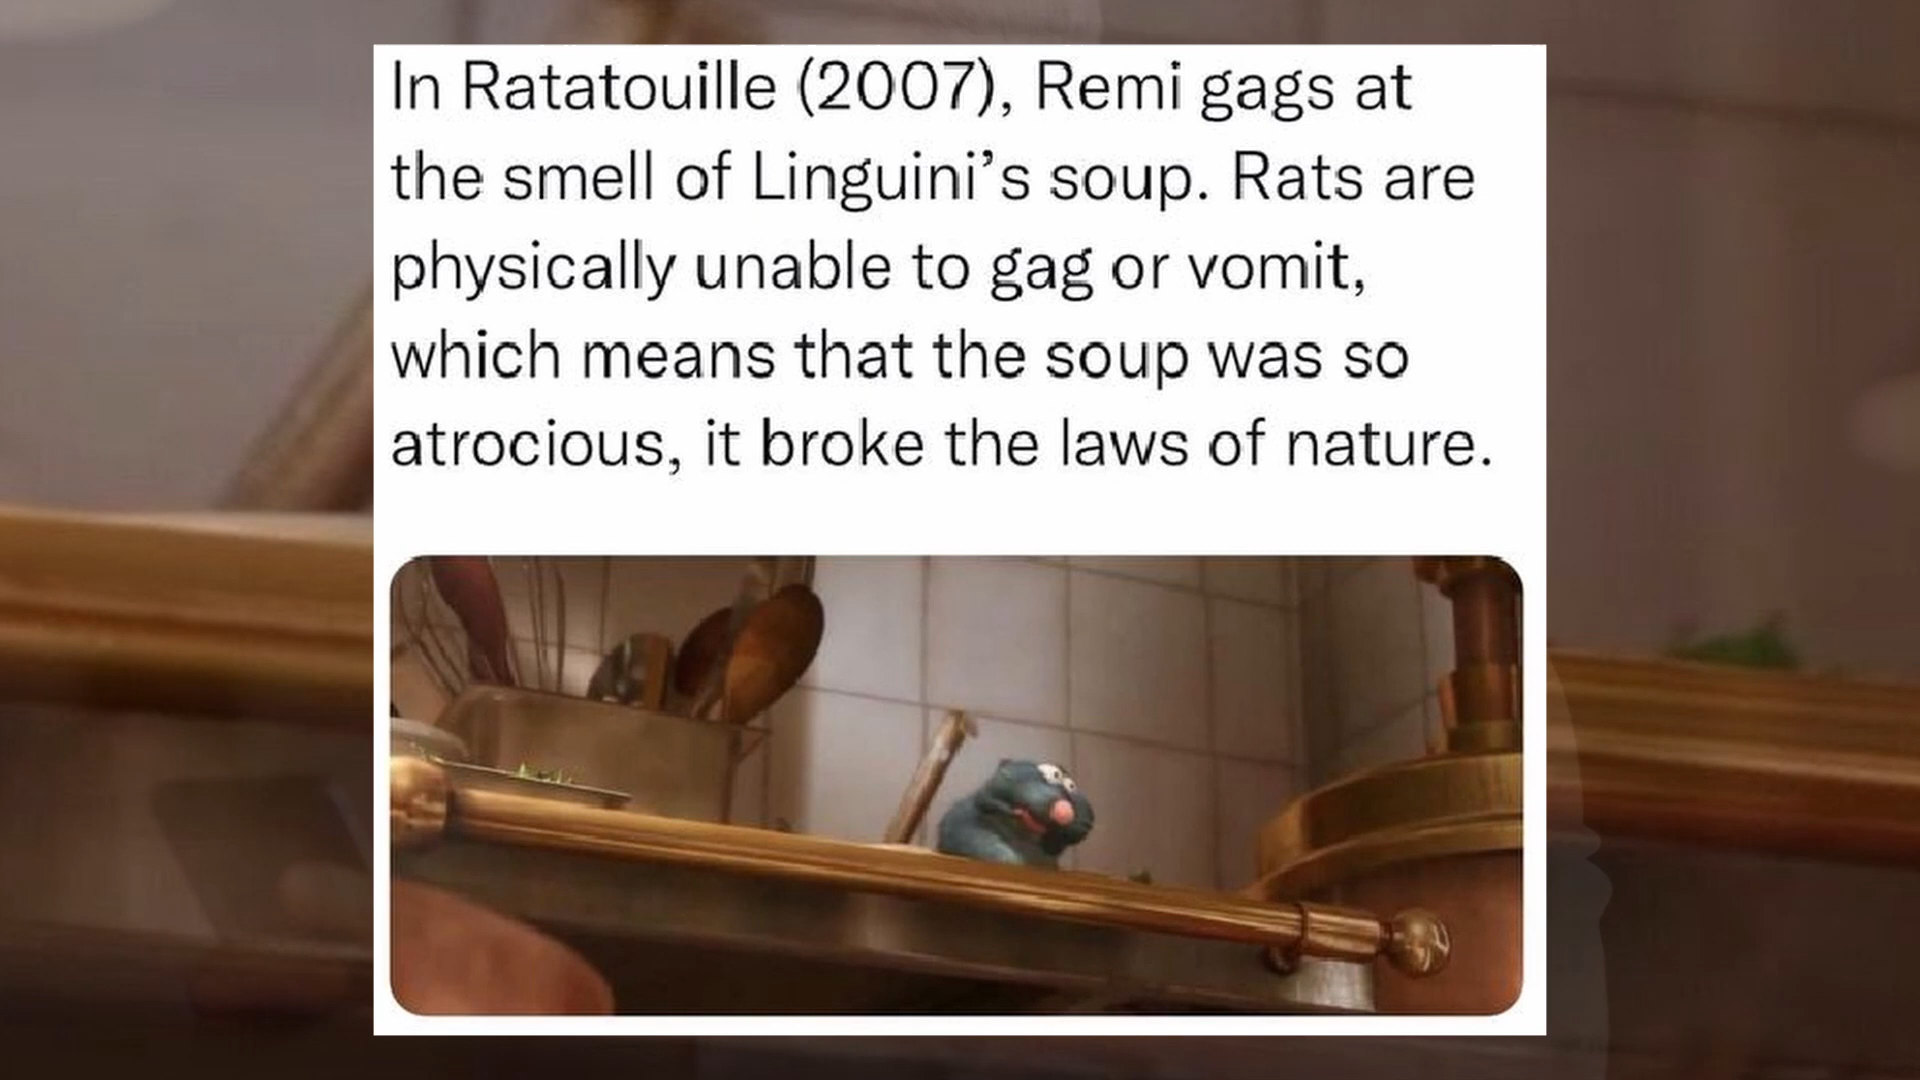 In Ratatouille (2007), Remi gags at
the smell of Linguini’s soup. Rats are
physically unable to gag or vomit,
which means that the soup was so
atrocious, it broke the laws of nature.